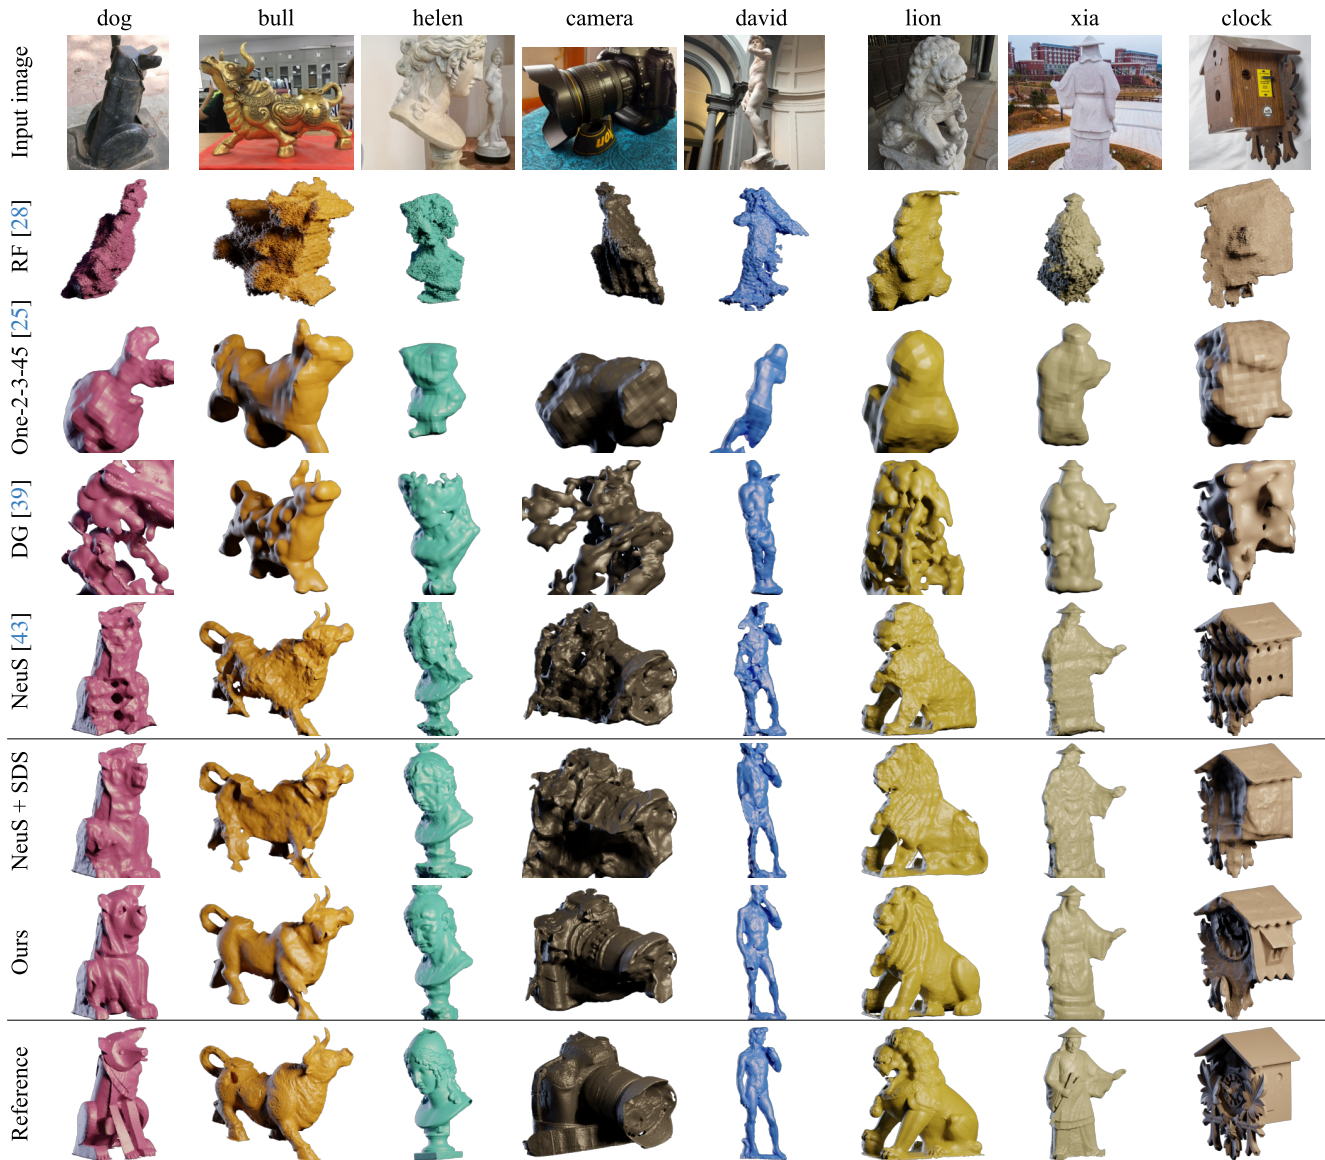 dog bull helen camera david lion xia clock
Input image
RF [28]
One-2-3-45 [25]
DG [39]
NeuS [43]
NeuS + SDS
Ours
Reference